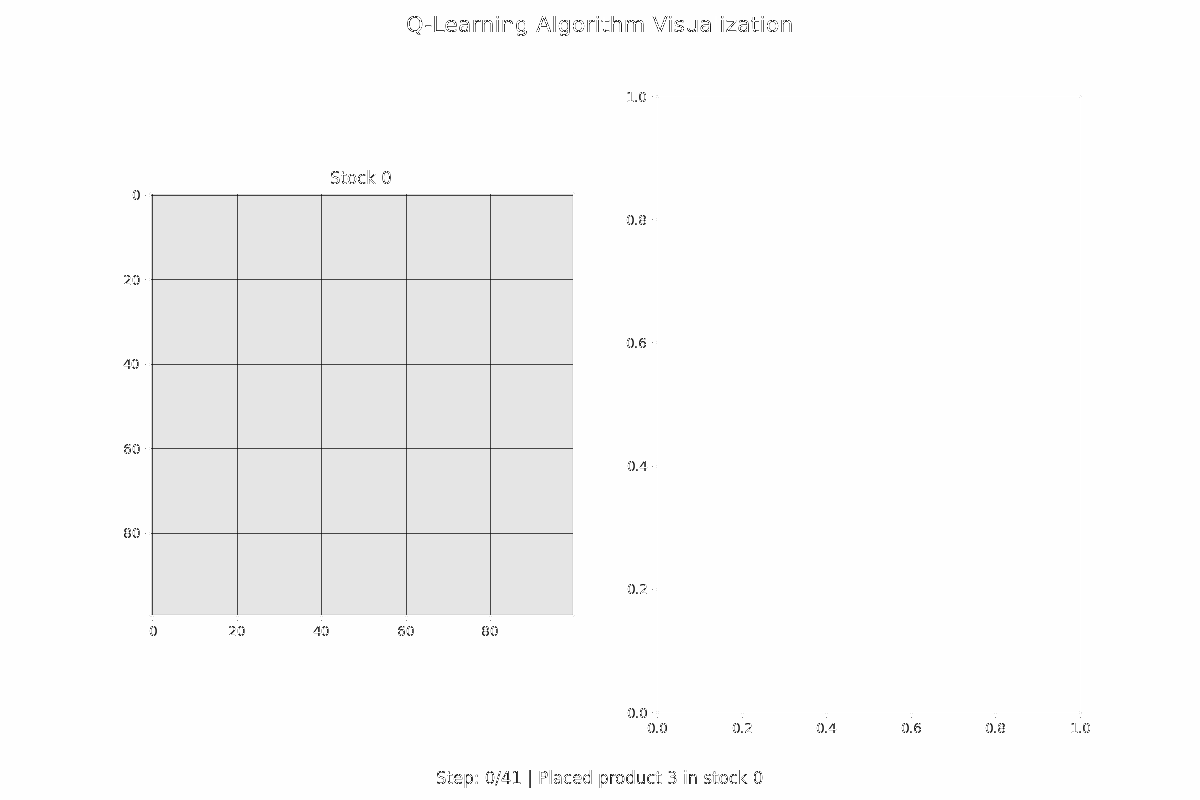 Q-Learning Algorithm Visua ization
Stock 0
0
20
40
60
80
0 20 40 60 80
1.0
0.8
0.6
0.4
0.2
0.0
0.0 0.2 0.4 0.6 0.8 1.0
Step: 0/41 | Placed product 3 in stock 0